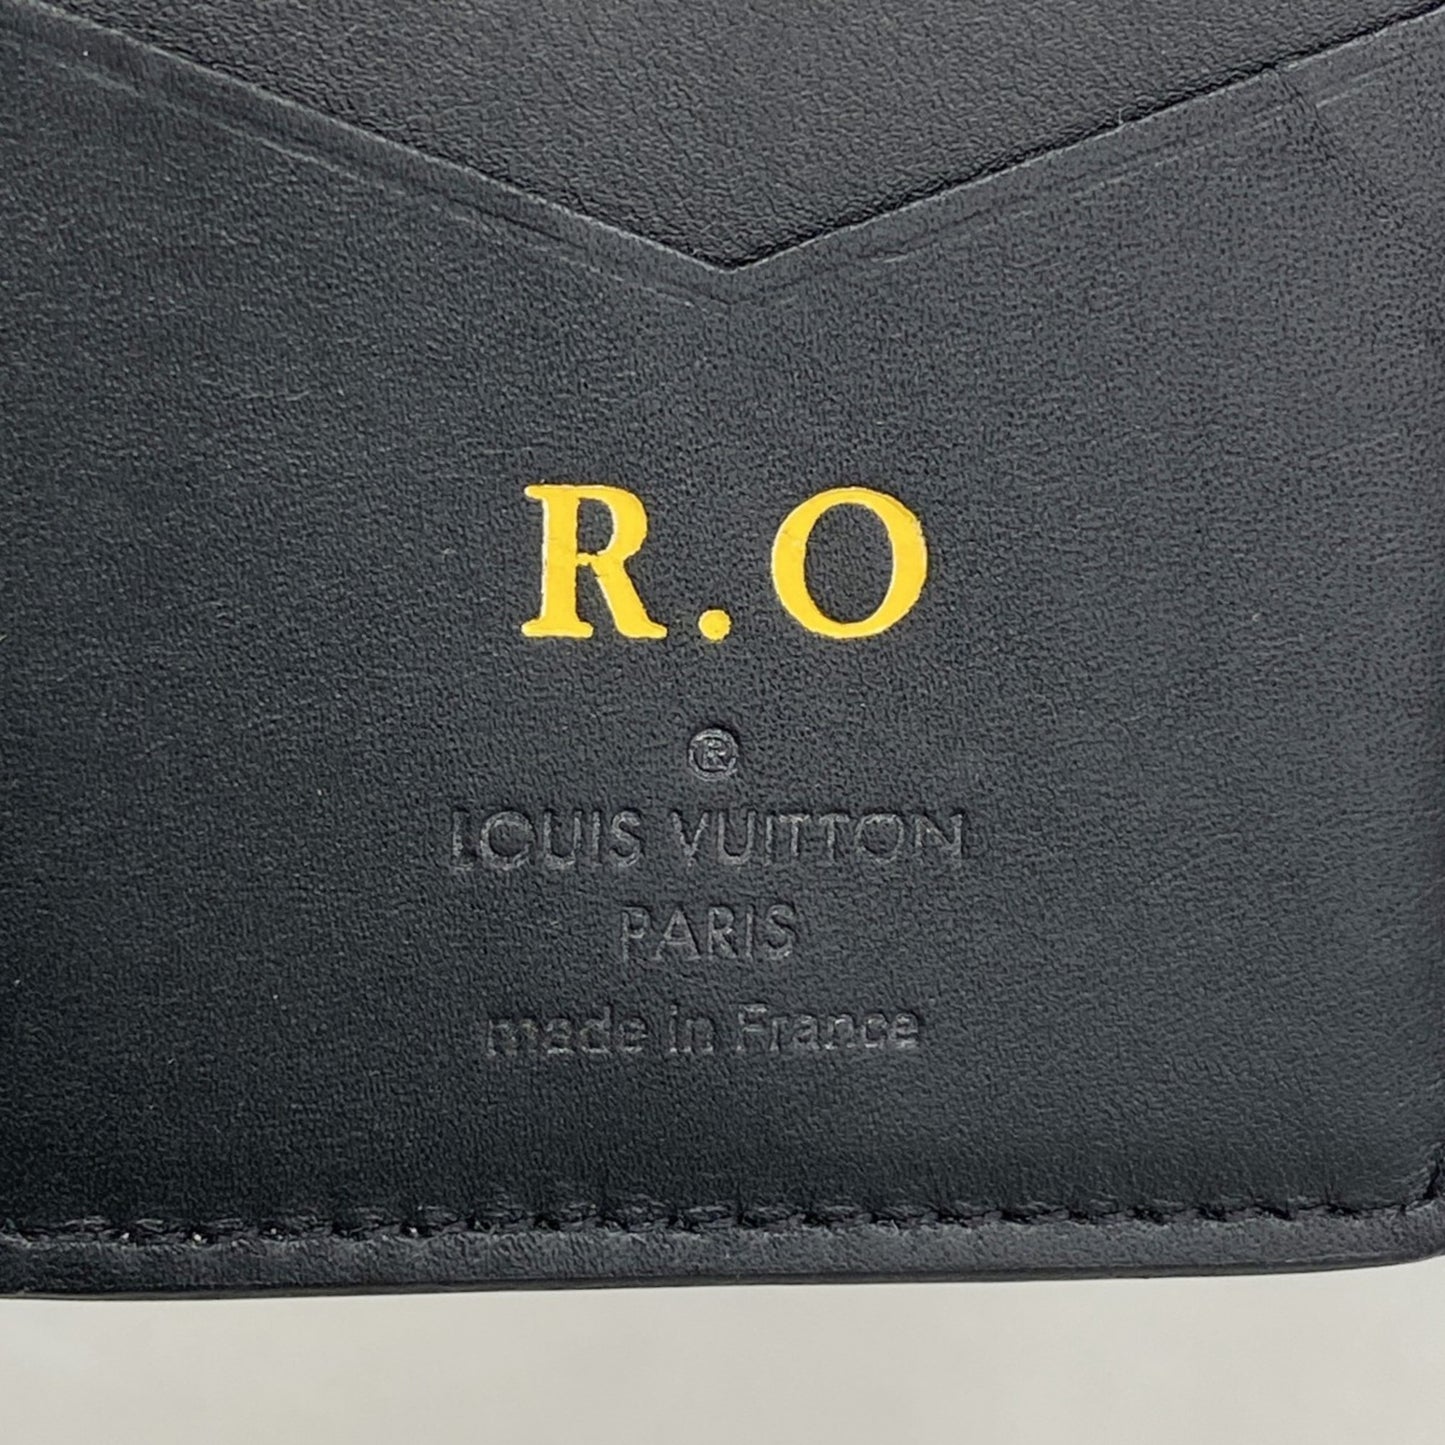 R.O
®
LOUIS VUITTON
PARIS
made in France